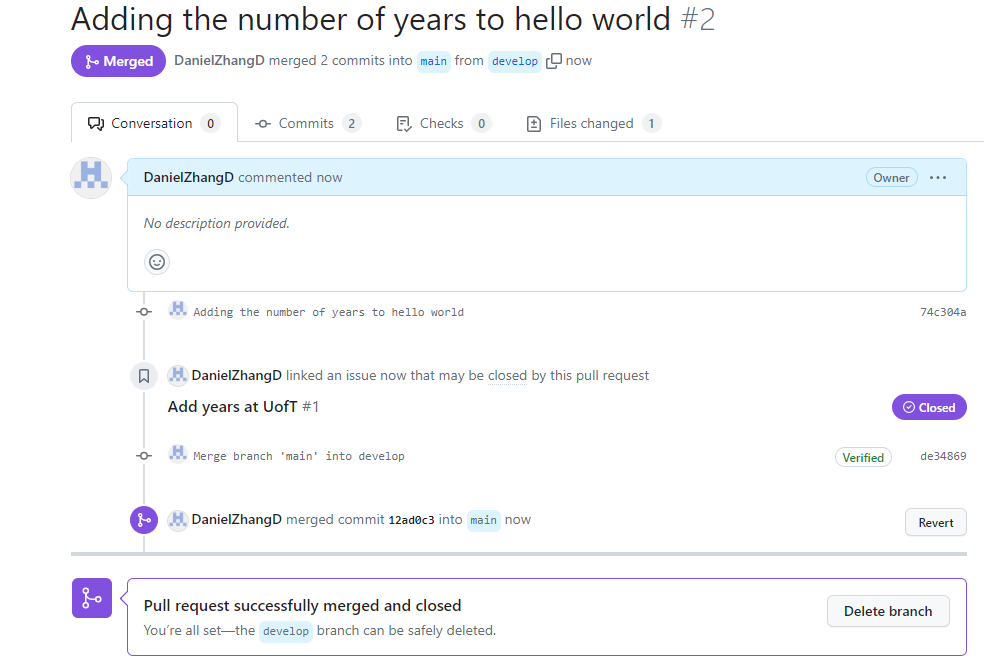 Adding the number of years to hello world #2
Merged DanielZhangD merged 2 commits into main from develop now
Conversation 0 Commits 2 Checks 0 Files changed 1
DanielZhangD commented now Owner ...
No description provided.
Adding the number of years to hello world 74c304a
DanielZhangD linked an issue now that may be closed by this pull request
Add years at UofT #1 Closed
Merge branch 'main' into develop Verified de34869
DanielZhangD merged commit 12ad0c3 into main now Revert
Pull request successfully merged and closed
You're all set—the develop branch can be safely deleted. Delete branch